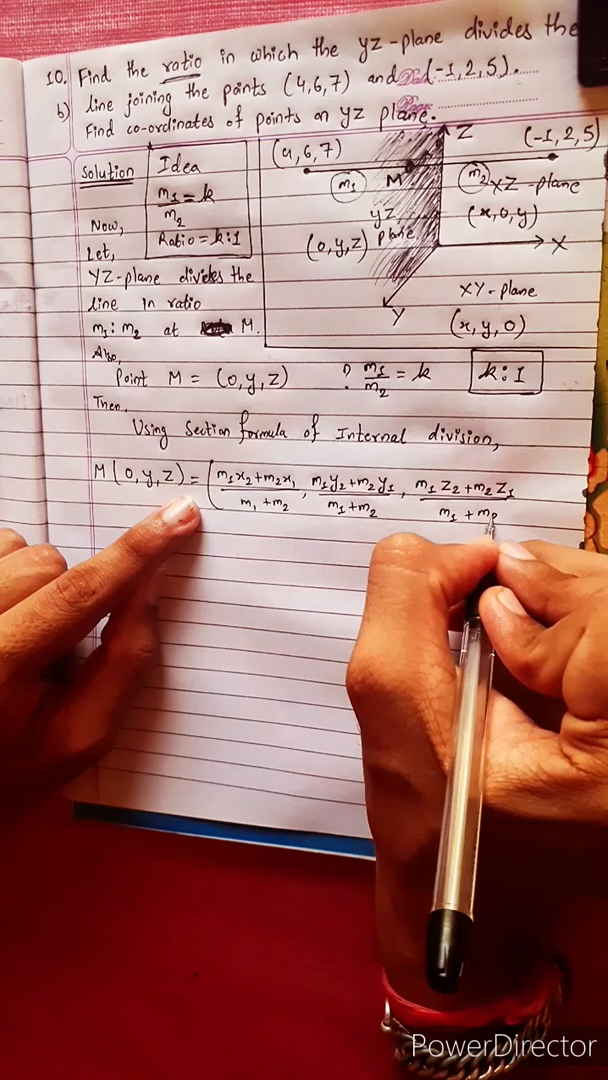 10. Find the ratio in which the yz-plane divides the
b) line joining the points (4,6,7) and (-1,2,5).
Find co-ordinates of points on yz plane.
Solution
Idea
m1/m2 = k
Ratio = k:1
(4,6,7)
Z
(-1,2,5)
m1
M
m2
XZ-plane
(x,0,y)
yz
plane
(0,y,z)
X
XY-plane
Y
(x,y,0)
Now,
Let,
YZ-plane divides the
line in ratio
m1:m2 at M.
Also,
Point M = (0,y,z) m1/m2 = k k:1
Then,
Using Section formula of Internal division,
M(0,y,z) = ( m1x2+m2x1/m1+m2, m1y2+m2y1/m1+m2, m1z2+m2z1/m1+m2
PowerDirector